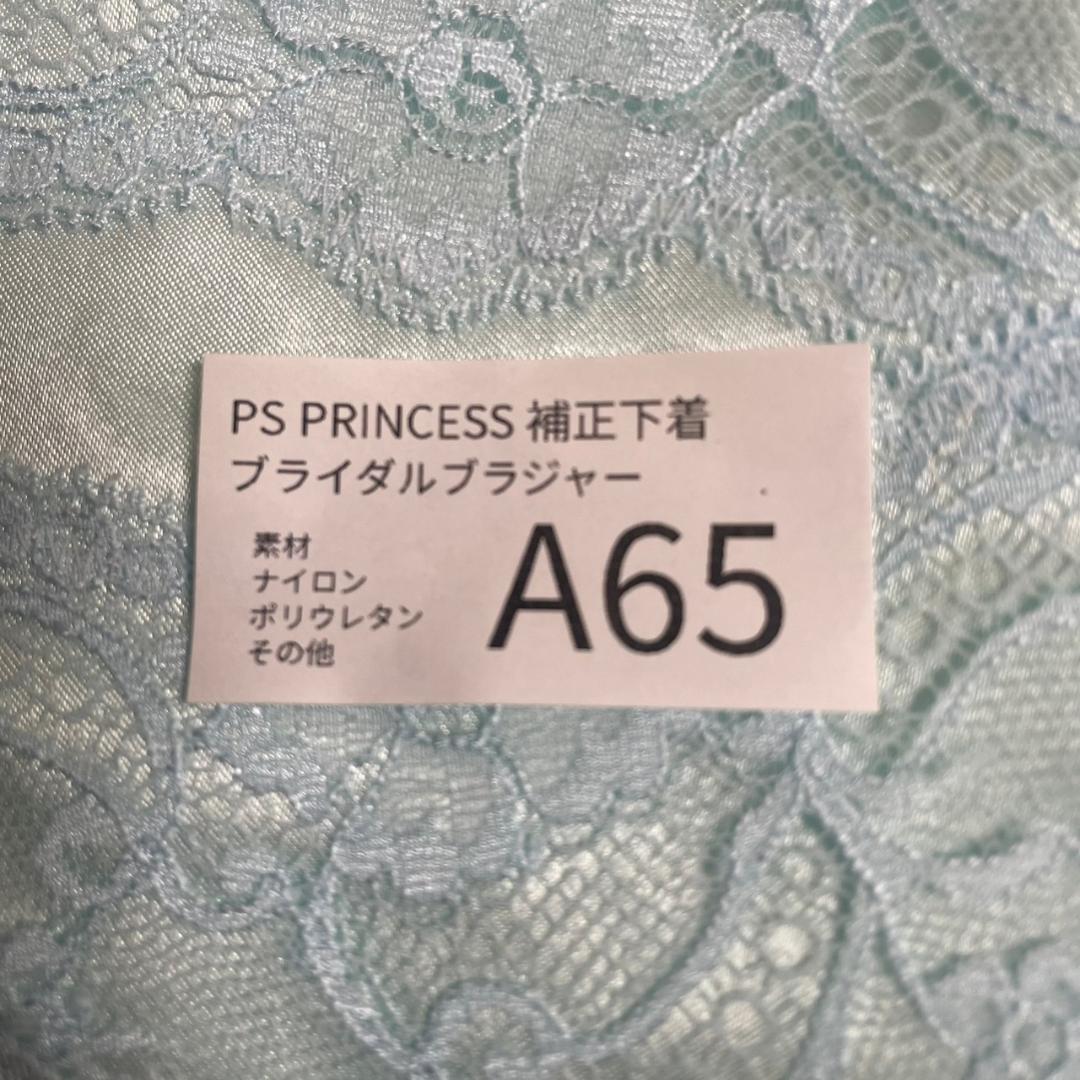 PS PRINCESS 補正下着
ブライダルブラジャー
素材
ナイロン
ポリウレタン
その他
A65